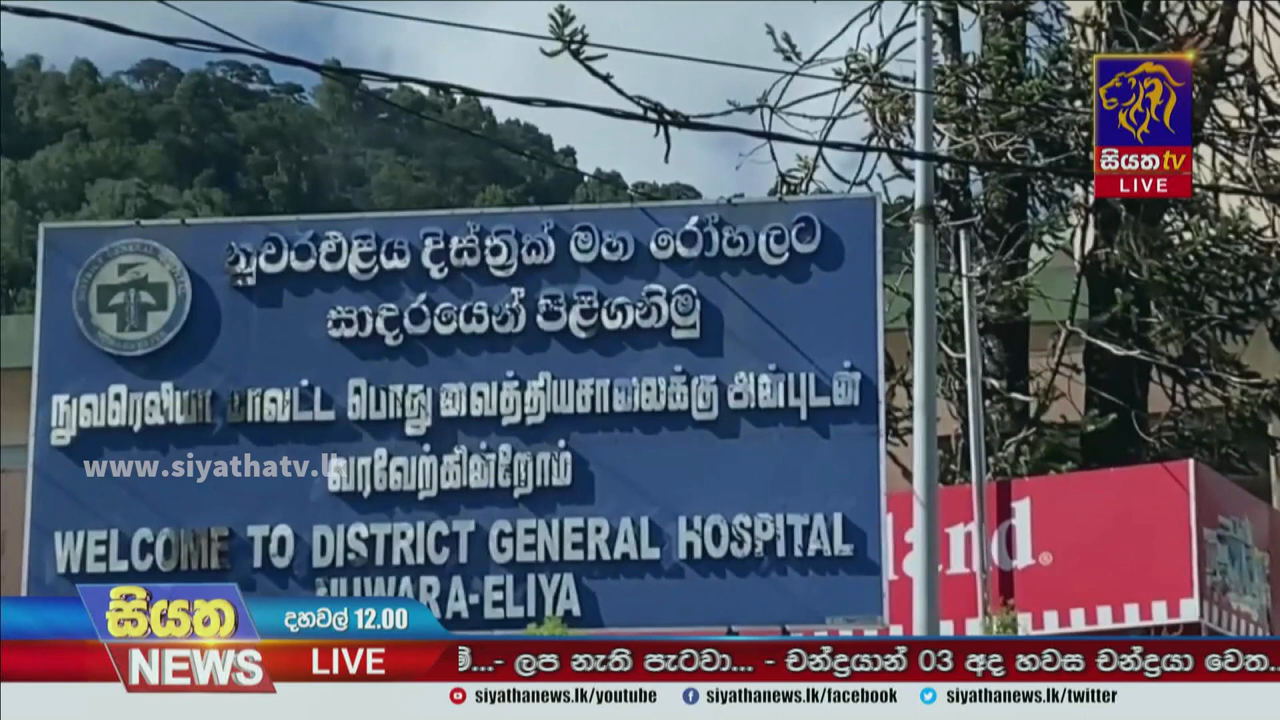 සියත tv
LIVE
නුවරඑළිය දිස්ත්‍රික් මහ රෝහලට
සාදරයෙන් පිළිගනිමු
நுவரெலியா மாவட்ட பொது வைத்தியசாலைக்கு அன்புடன்
வரவேற்கின்றோம்
www.siyathatv.l
WELCOME TO DISTRICT GENERAL HOSPITAL
NUWARA-ELIYA
land
සියත
NEWS
දහවල් 12.00
LIVE
...- ලප නැති පැටවා... - චන්ද්‍රයාන් 03 අද හවස චන්ද්‍රයා වෙත..
siyathanews.lk/youtube
siyathanews.lk/facebook
siyathanews.lk/twitter